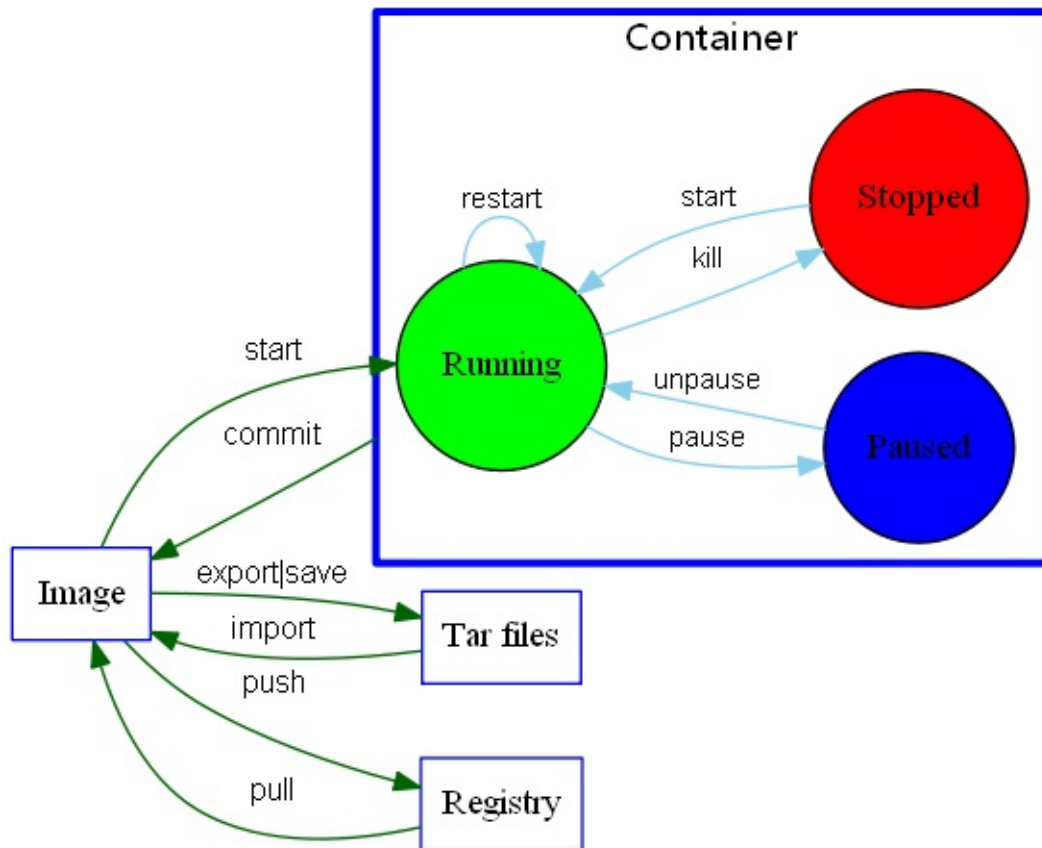 Container
restart
start
Stopped
kill
start
Running
unpause
commit
pause
Paused
export|save
Image
import
Tar files
push
pull
Registry